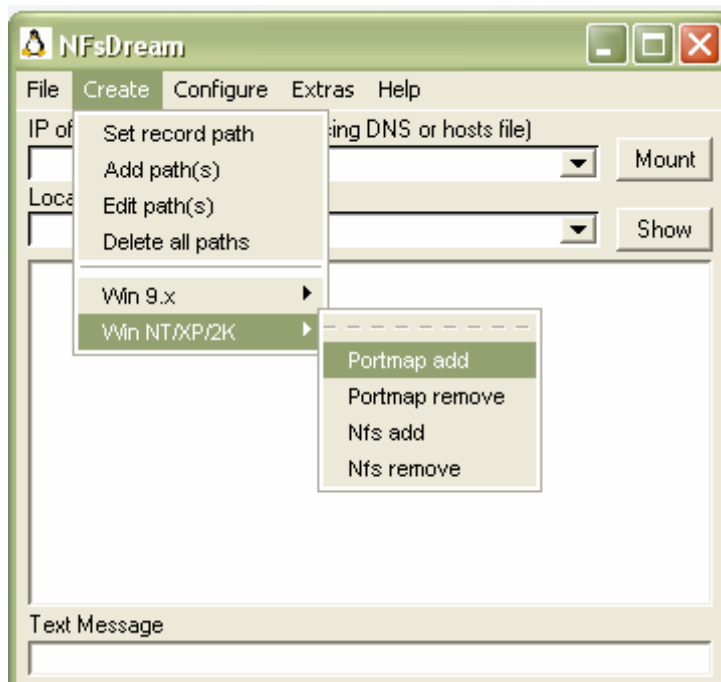 NFsDream
File Create Configure Extras Help
IP of
ing DNS or hosts file)
Mount
Set record path
Add path(s)
Edit path(s)
Delete all paths
Loca
Show
Win 9.x
Win NT/XP/2K
Portmap add
Portmap remove
Nfs add
Nfs remove
Text Message